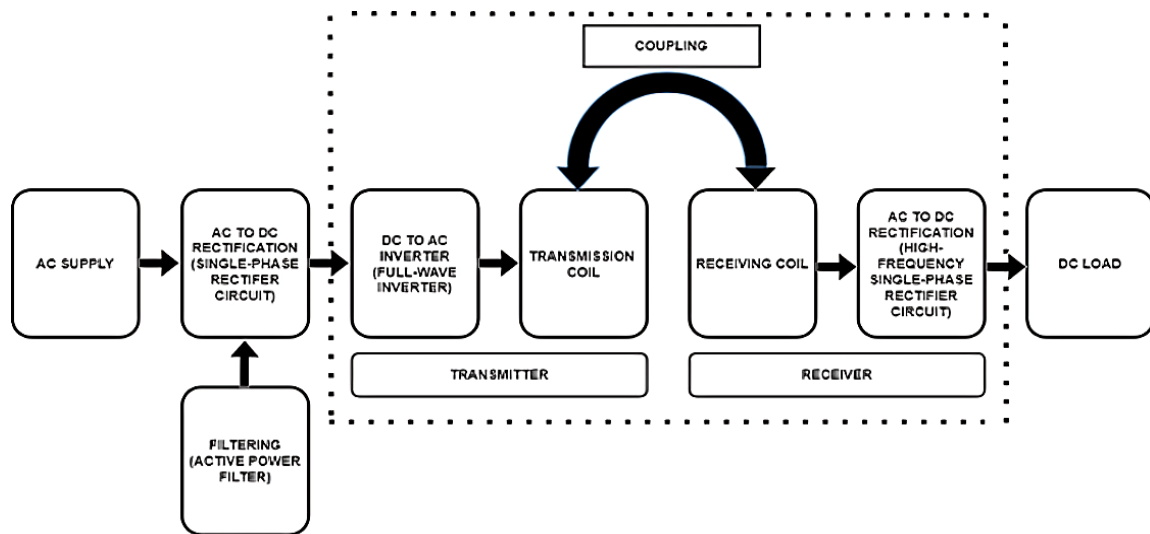 COUPLING
AC SUPPLY
AC TO DC
RECTIFICATION
(SINGLE-PHASE
RECTIFER
CIRCUIT)
DC TO AC
INVERTER
(FULL-WAVE
INVERTER)
TRANSMISSION
COIL
RECEIVING COIL
AC TO DC
RECTIFICATION
(HIGH-
FREQUENCY
SINGLE-PHASE
RECTIFIER
CIRCUIT)
DC LOAD
TRANSMITTER
RECEIVER
FILTERING
(ACTIVE POWER
FILTER)